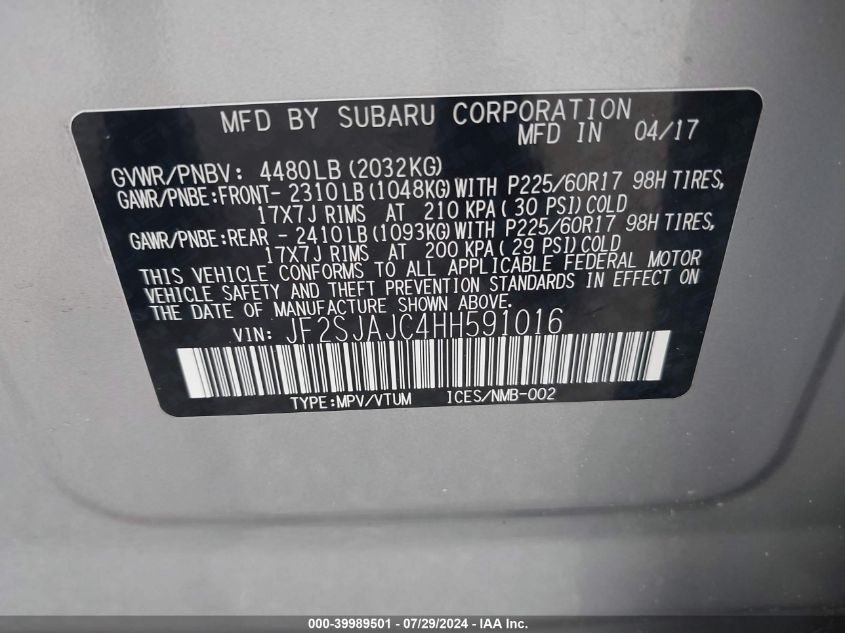 MFD BY SUBARU CORPORATION
MFD IN 04/17
GVWR/PNBV: 4480LB (2032KG)
GAWR/PNBE:FRONT- 2310LB (1048KG) WITH P225/60R17 98H TIRES,
17X7J RIMS AT 210 KPA ( 30 PSI) COLD
GAWR/PNBE:REAR - 2410LB (1093KG) WITH P225/60R17 98H TIRES,
17X7J RIMS AT 200 KPA ( 29 PSI) COLD
THIS VEHICLE CONFORMS TO ALL APPLICABLE FEDERAL MOTOR
VEHICLE SAFETY AND THEFT PREVENTION STANDARDS IN EFFECT ON
THE DATE OF MANUFACTURE SHOWN ABOVE.
VIN: JF2SJAJC4HH591016
TYPE:MPV/VTUM ICES/NMB-002
000-39989501 - 07/29/2024 - IAA Inc.